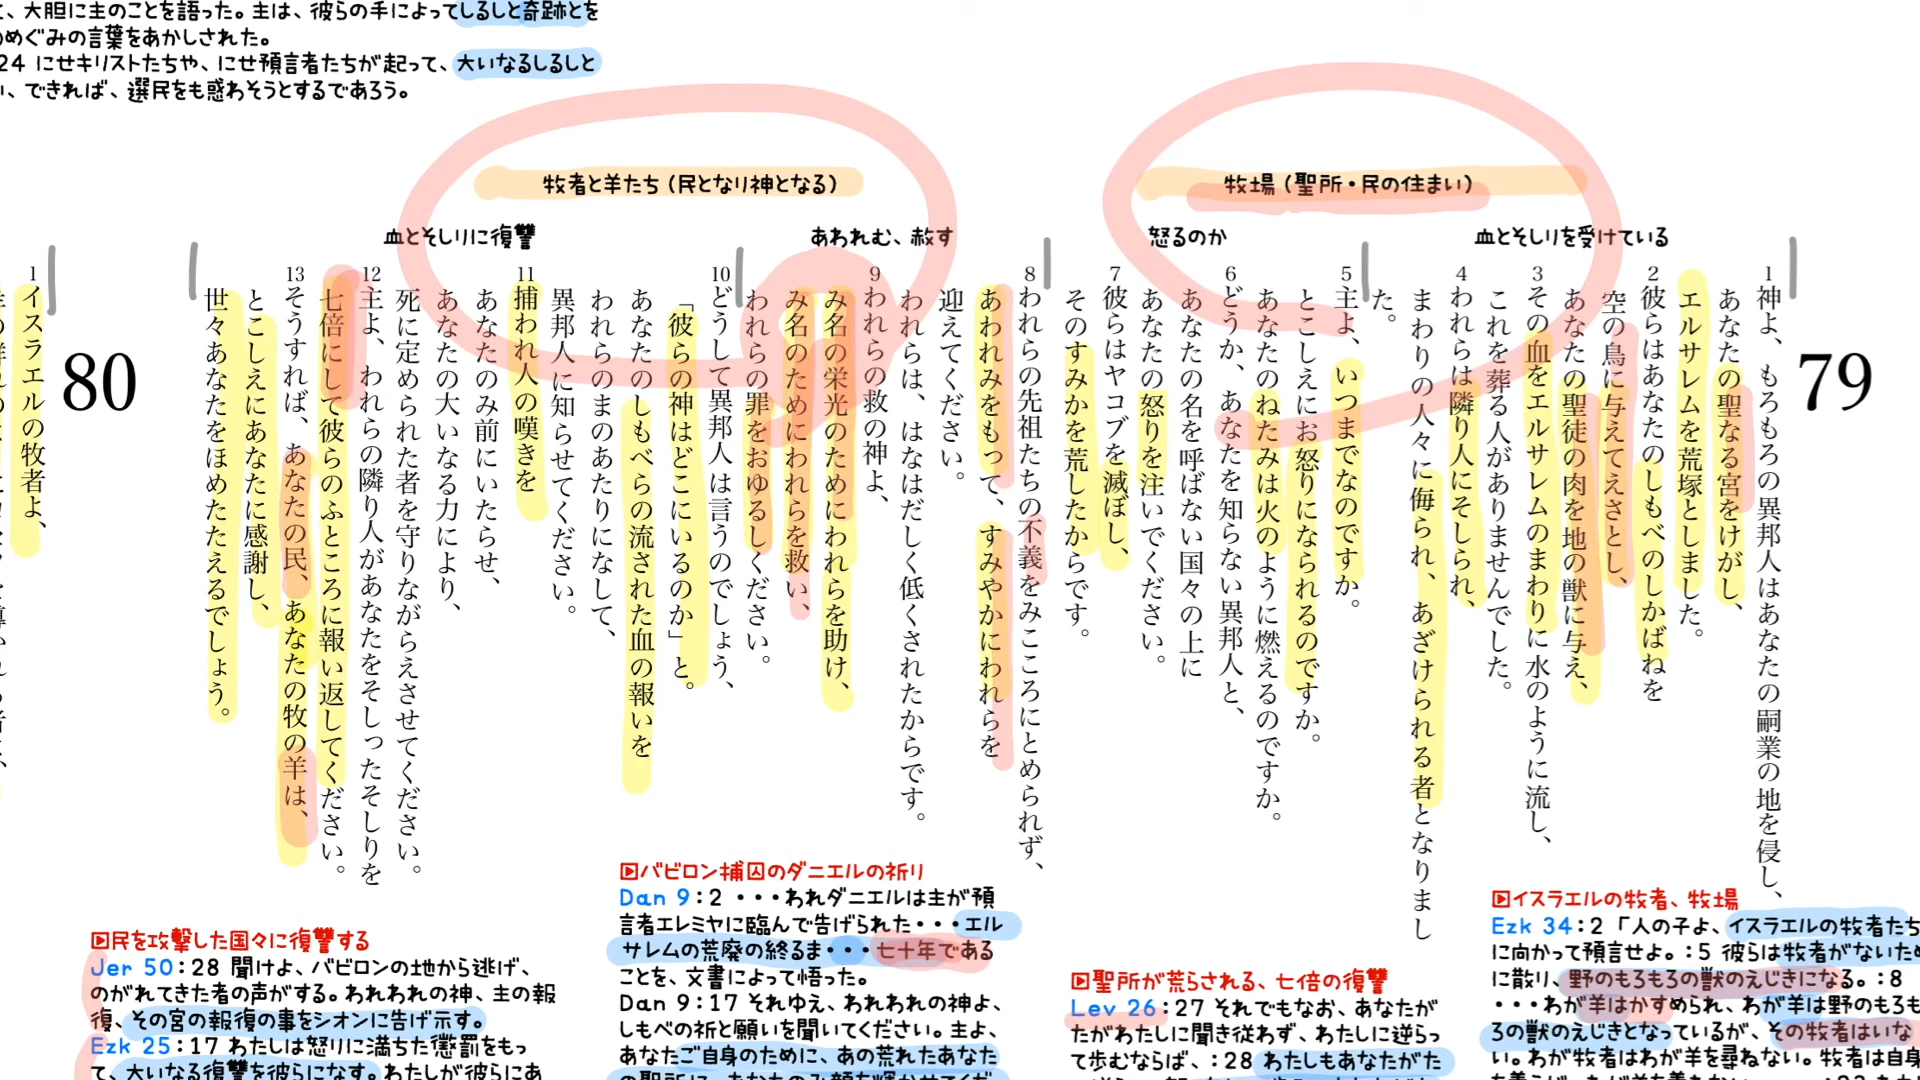 、大胆に主のことを語った。主は、彼らの手によってしるしと奇跡とを
めぐみの言葉をあかしされた。
24 にせキリストたちや、にせ預言者たちが起って、大いなるしるしと
、できれば、選民をも惑わそうとするであろう。
牧場（聖所・民の住まい）
牧者と羊たち（民となり神となる）
血とそしりを受けている
怒るのか
あわれむ、赦す
血とそしりに復讐
79
1 神よ、もろもろの異邦人はあなたの嗣業の地を侵し、
あなたの聖なる宮をけがし、
エルサレムを荒塚としました。
2 彼らはあなたのしもべのしかばねを
空の鳥に与えてえさとし、
あなたの聖徒の肉を地の獣に与え、
3 その血をエルサレムのまわりに水のように流し、
これを葬る人がありませんでした。
4 われらは隣り人にそしられ、
まわりの人々に侮られ、あざけられる者となりまし
た。
5 主よ、いつまでなのですか。
とこしえにお怒りになられるのですか。
あなたのねたみは火のように燃えるのですか。
6 どうか、あなたを知らない異邦人と、
あなたの名を呼ばない国々の上に
あなたの怒りを注いでください。
7 彼らはヤコブを滅ぼし、
そのすみかを荒したからです。
8 われらの先祖たちの不義をみこころにとめられず、
あわれみをもって、すみやかにわれらを
迎えてください。
われらは、はなはだしく低くされたからです。
9 われらの救の神よ、
み名の栄光のためにわれらを助け、
み名のためにわれらを救い、
われらの罪をおゆるしください。
10 どうして異邦人は言うのでしょう、
「彼らの神はどこにいるのか」と。
あなたのしもべらの流された血の報いを
われらのまのあたりになして、
異邦人に知らせてください。
11 捕われ人の嘆きを
あなたのみ前にいたらせ、
あなたの大いなる力により、
死に定められた者を守りながらえさせてください。
12 主よ、われらの隣り人があなたをそしったそしりを
七倍にして彼らのふところに報い返してください。
13 そうすれば、あなたの民、あなたの牧の羊は、
とこしえにあなたに感謝し、
世々あなたをほめたたえるでしょう。
80
1 イスラエルの牧者よ、
イスラエルの牧者、牧場
Ezk 34：2 「人の子よ、イスラエルの牧者たち
に向かって預言せよ。：5 彼らは牧者がないため
に散り、野のもろもろの獣のえじきになる。：8
・・・わが羊はかすめられ、わが羊は野のもろも
ろの獣のえじきとなっているが、その牧者はいな
い。わが牧者はわが羊を尋ねない。牧者は自身
聖所が荒らされる、七倍の復讐
Lev 26：27 それでもなお、あなたが
たがわたしに聞き従わず、わたしに逆らっ
て歩むならば、：28 わたしもあなたがた
バビロン捕囚のダニエルの祈り
Dan 9：2 ・・・われダニエルは主が預
言者エレミヤに臨んで告げられた・・・エル
サレムの荒廃の終るま・・・七十年である
ことを、文書によって悟った。
Dan 9：17 それゆえ、われわれの神よ、
しもべの祈と願いを聞いてください。主よ、
あなたご自身のために、あの荒れたあなた
民を攻撃した国々に復讐する
Jer 50：28 聞けよ、バビロンの地から逃げ、
のがれてきた者の声がする。われわれの神、主の報
復、その宮の報復の事をシオンに告げ示す。
Ezk 25：17 わたしは怒りに満ちた懲罰をもっ
て、大いなる復讐を彼らになす。わたしが彼らにあ